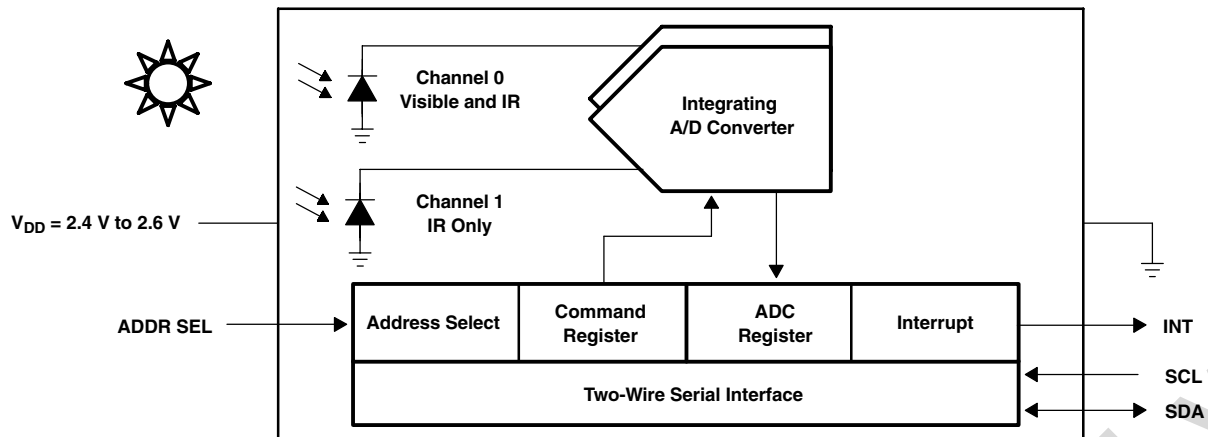 Channel 0
Visible and IR
Integrating
A/D Converter
Channel 1
IR Only
VDD = 2.4 V to 2.6 V
ADDR SEL
Address Select
Command
Register
ADC
Register
Interrupt
INT
Two-Wire Serial Interface
SCL
SDA